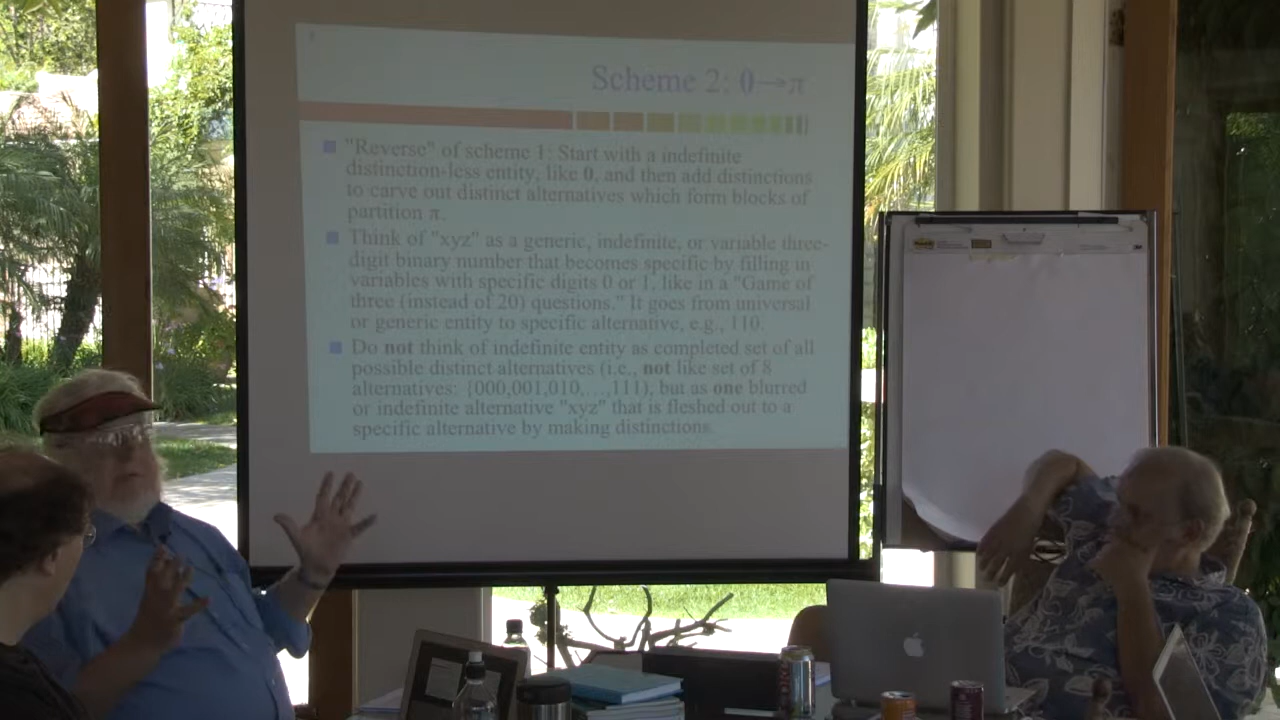 Scheme 2: 0→π
"Reverse" of scheme 1: Start with a indefinite
distinction-less entity, like 0, and then add distinctions
to carve out distinct alternatives which form blocks of
partition π.
Think of "xyz" as a generic, indefinite, or variable three-
digit binary number that becomes specific by filling in
variables with specific digits 0 or 1, like in a "Game of
three (instead of 20) questions." It goes from universal
or generic entity to specific alternative, e.g., 110.
Do not think of indefinite entity as completed set of all
possible distinct alternatives (i.e., not like set of 8
alternatives: {000,001,010,...,111), but as one blurred
or indefinite alternative "xyz" that is fleshed out to a
specific alternative by making distinctions.